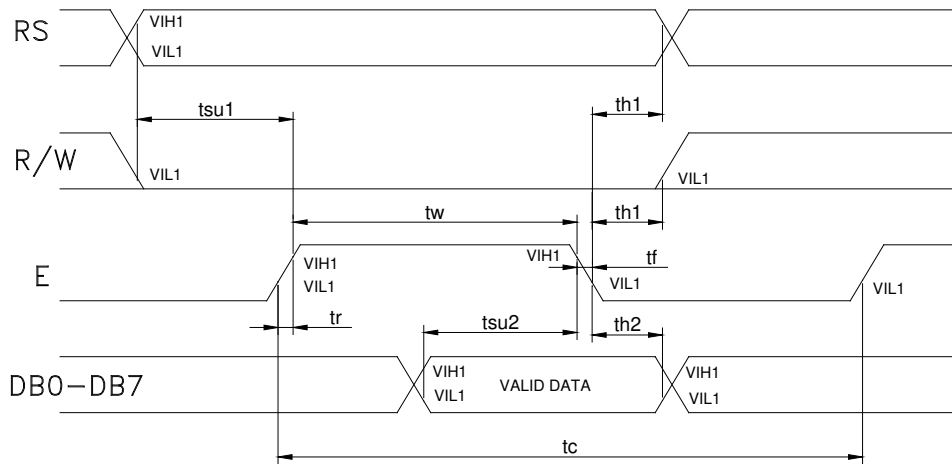 RS
VIH1
VIL1
tsu1
th1
R/W
VIL1
VIL1
tw
th1
E
VIH1
VIL1
VIH1
tf
VIL1
VIL1
tr
tsu2
th2
DB0-DB7
VIH1
VIL1
VALID DATA
VIH1
VIL1
tc